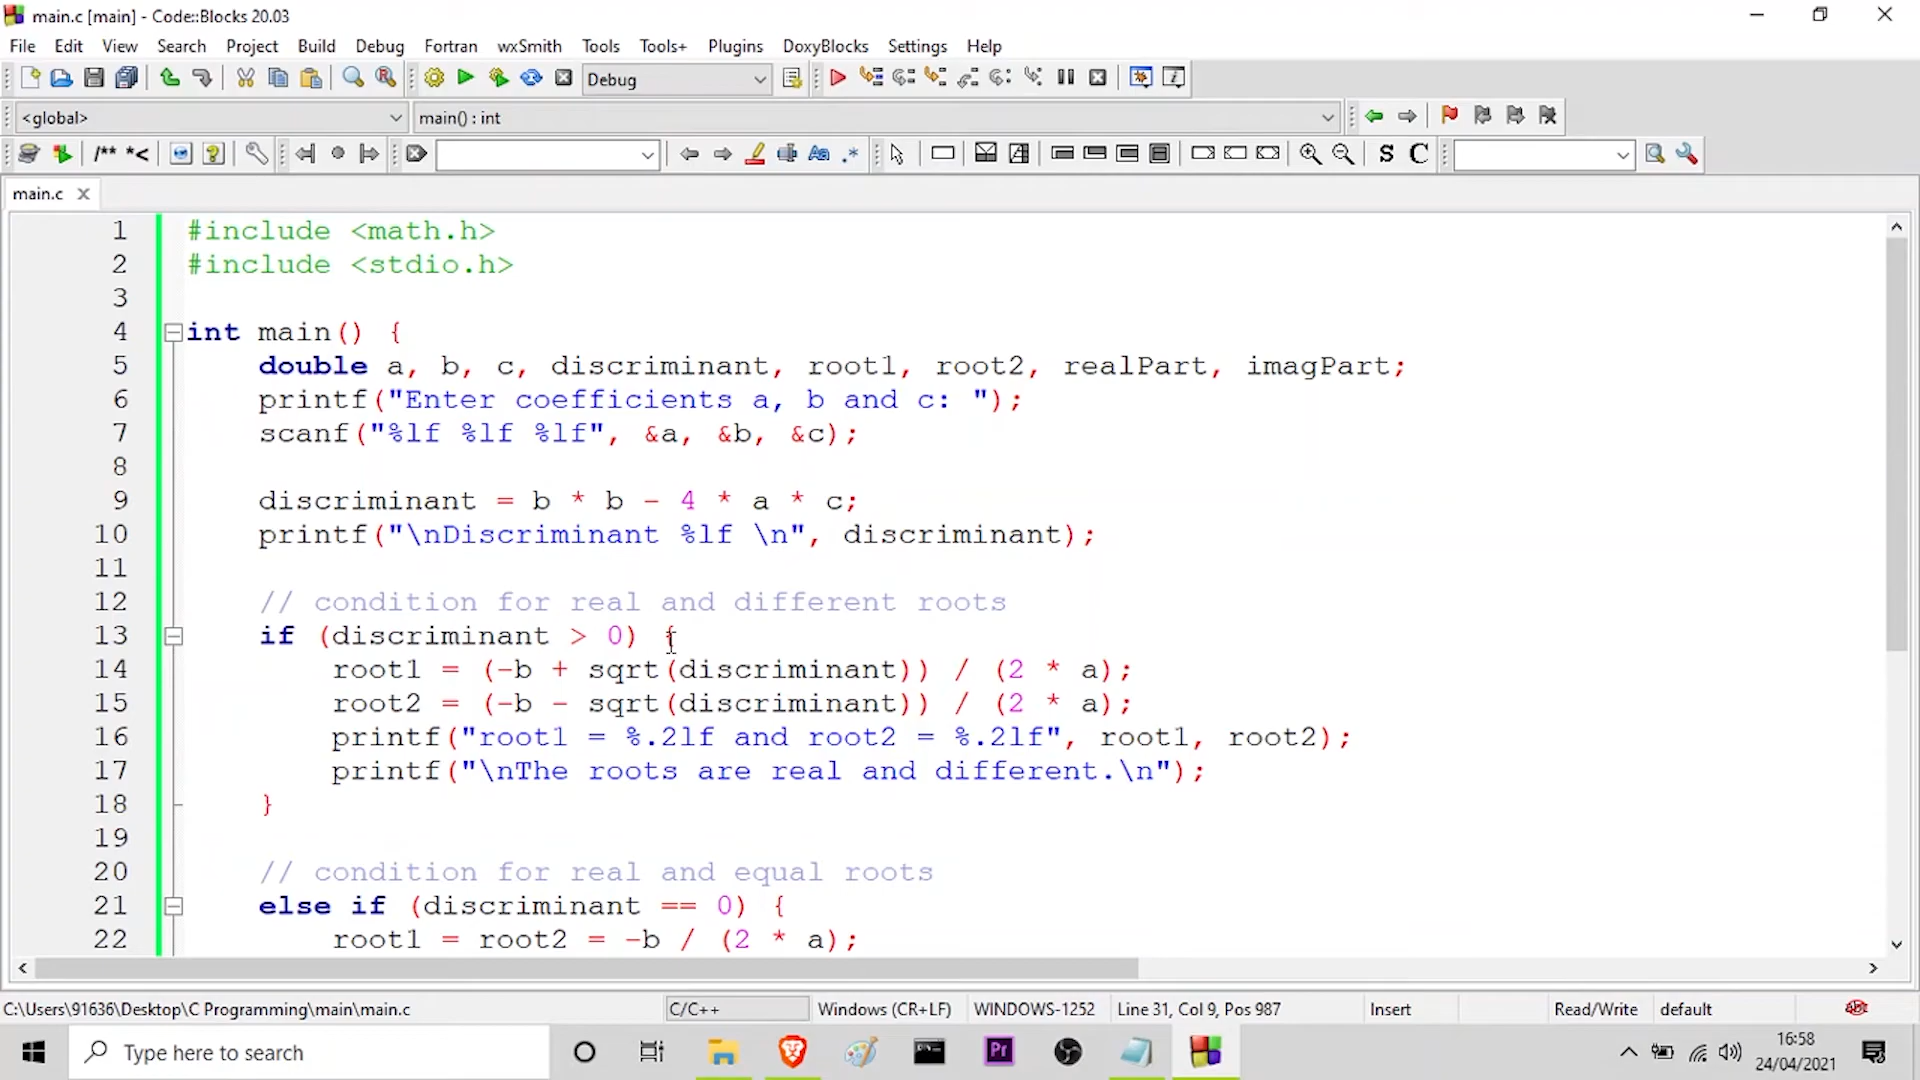 main.c [main] - Code::Blocks 20.03
File Edit View Search Project Build Debug Fortran wxSmith Tools Tools+ Plugins DoxyBlocks Settings Help
Debug
<global> main() : int
/** *< Aa .* S C
main.c
1 #include <math.h>
2 #include <stdio.h>
3
4 int main() {
5 double a, b, c, discriminant, root1, root2, realPart, imagPart;
6 printf("Enter coefficients a, b and c: ");
7 scanf("%lf %lf %lf", &a, &b, &c);
8
9 discriminant = b * b - 4 * a * c;
10 printf("\nDiscriminant %lf \n", discriminant);
11
12 // condition for real and different roots
13 if (discriminant > 0) {
14 root1 = (-b + sqrt(discriminant)) / (2 * a);
15 root2 = (-b - sqrt(discriminant)) / (2 * a);
16 printf("root1 = %.2lf and root2 = %.2lf", root1, root2);
17 printf("\nThe roots are real and different.\n");
18 }
19
20 // condition for real and equal roots
21 else if (discriminant == 0) {
22 root1 = root2 = -b / (2 * a);
C:\Users\91636\Desktop\C Programming\main\main.c C/C++ Windows (CR+LF) WINDOWS-1252 Line 31, Col 9, Pos 987 Insert Read/Write default
Type here to search Pr 16:58
24/04/2021